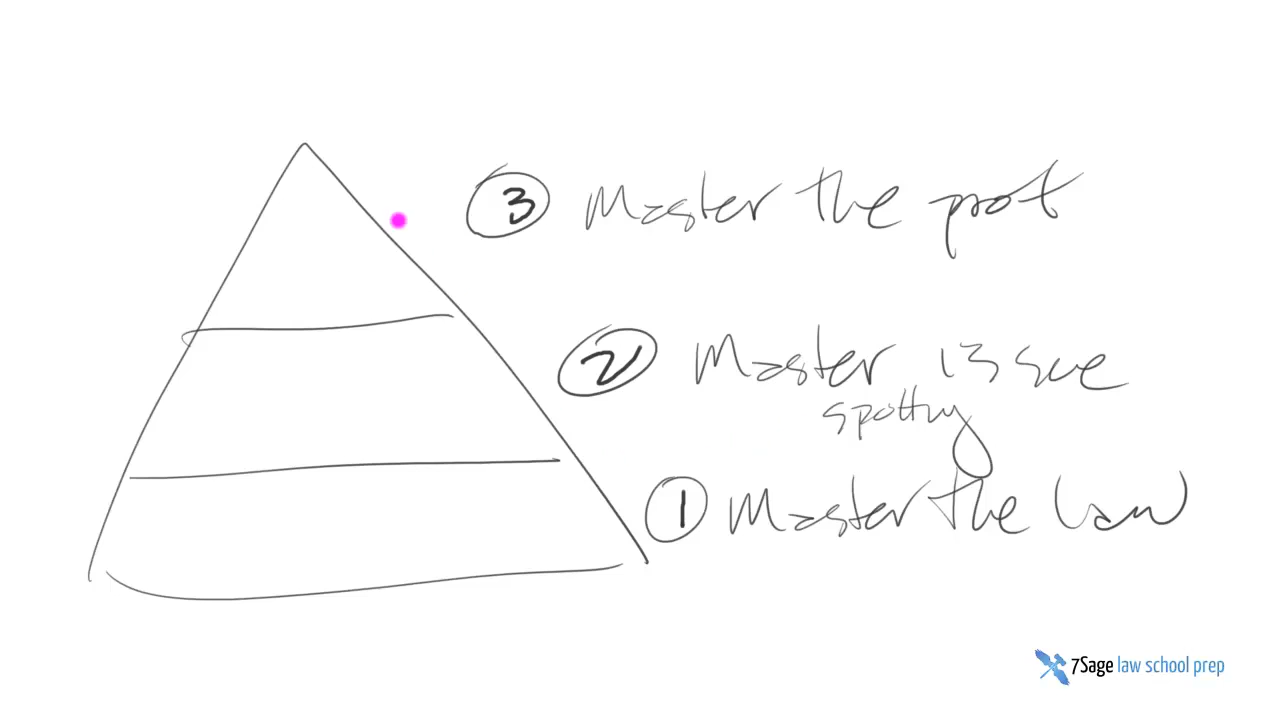 ③ Master the prof
② Master issue
spotting
① Master the law
7Sage law school prep